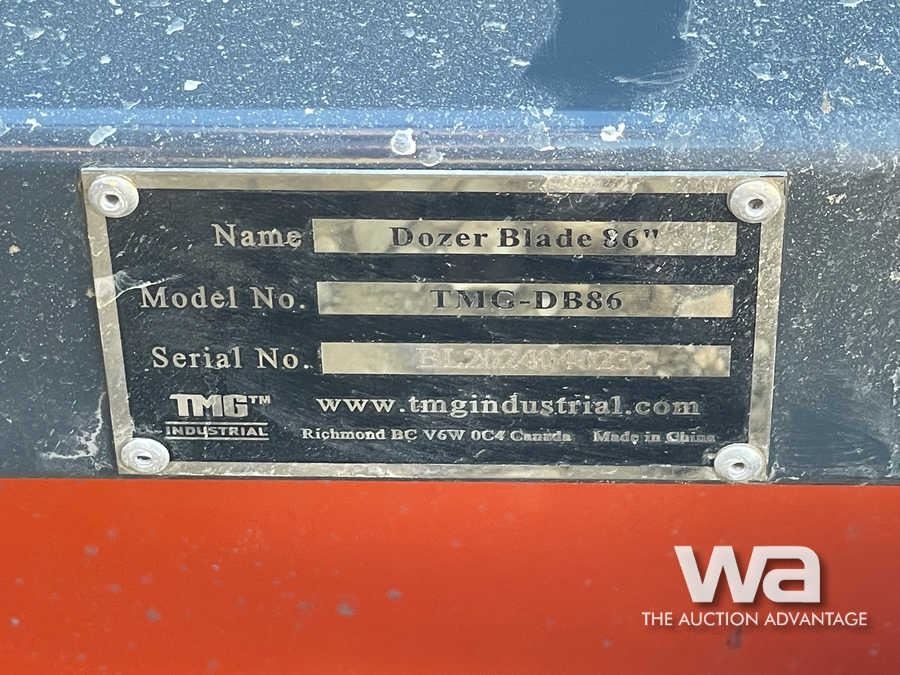 Name Dozer Blade 86"
Model No. TMG-DB86
Serial No.
TMG™ www.tmgindustrial.com
INDUSTRIAL Richmond BC V6W 0C4 Canada Made in China
wa
THE AUCTION ADVANTAGE